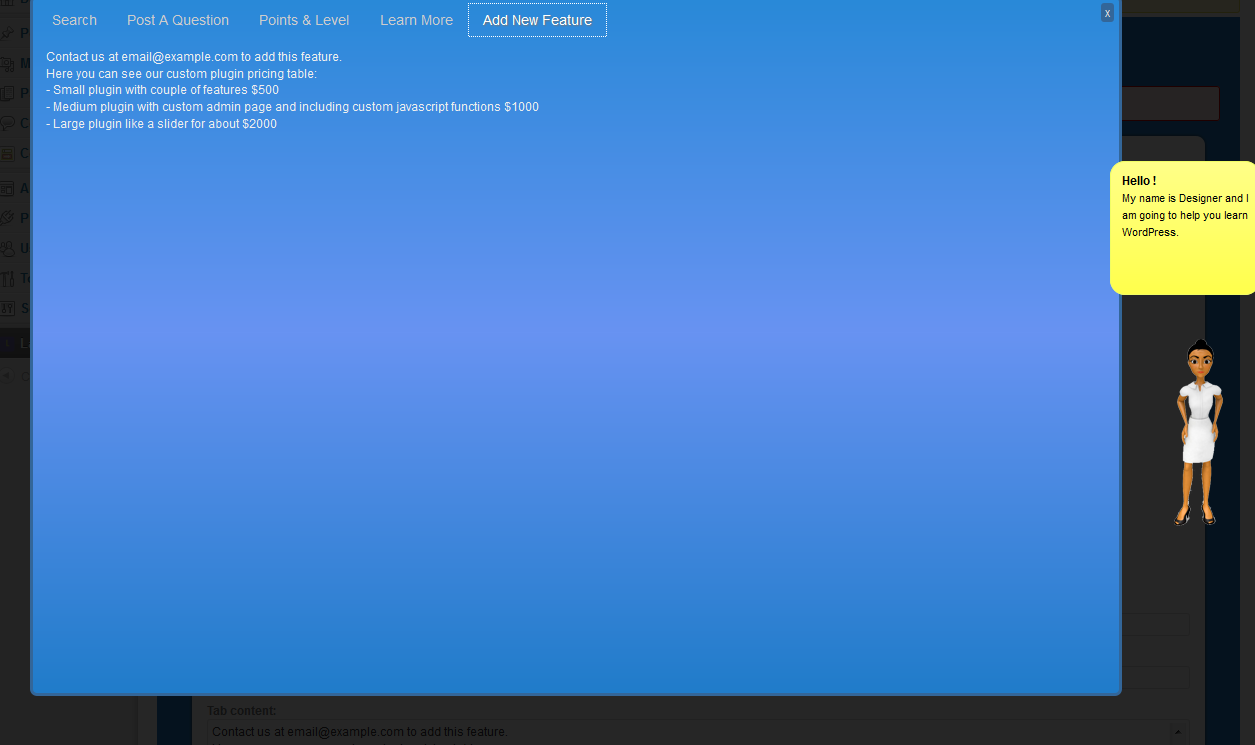 Search
Post A Question
Points & Level
Learn More
Add New Feature
x
Contact us at email@example.com to add this feature.
Here you can see our custom plugin pricing table:
- Small plugin with couple of features $500
- Medium plugin with custom admin page and including custom javascript functions $1000
- Large plugin like a slider for about $2000
Hello !
My name is Designer and I
am going to help you learn
WordPress.
Tab content:
Contact us at email@example.com to add this feature.